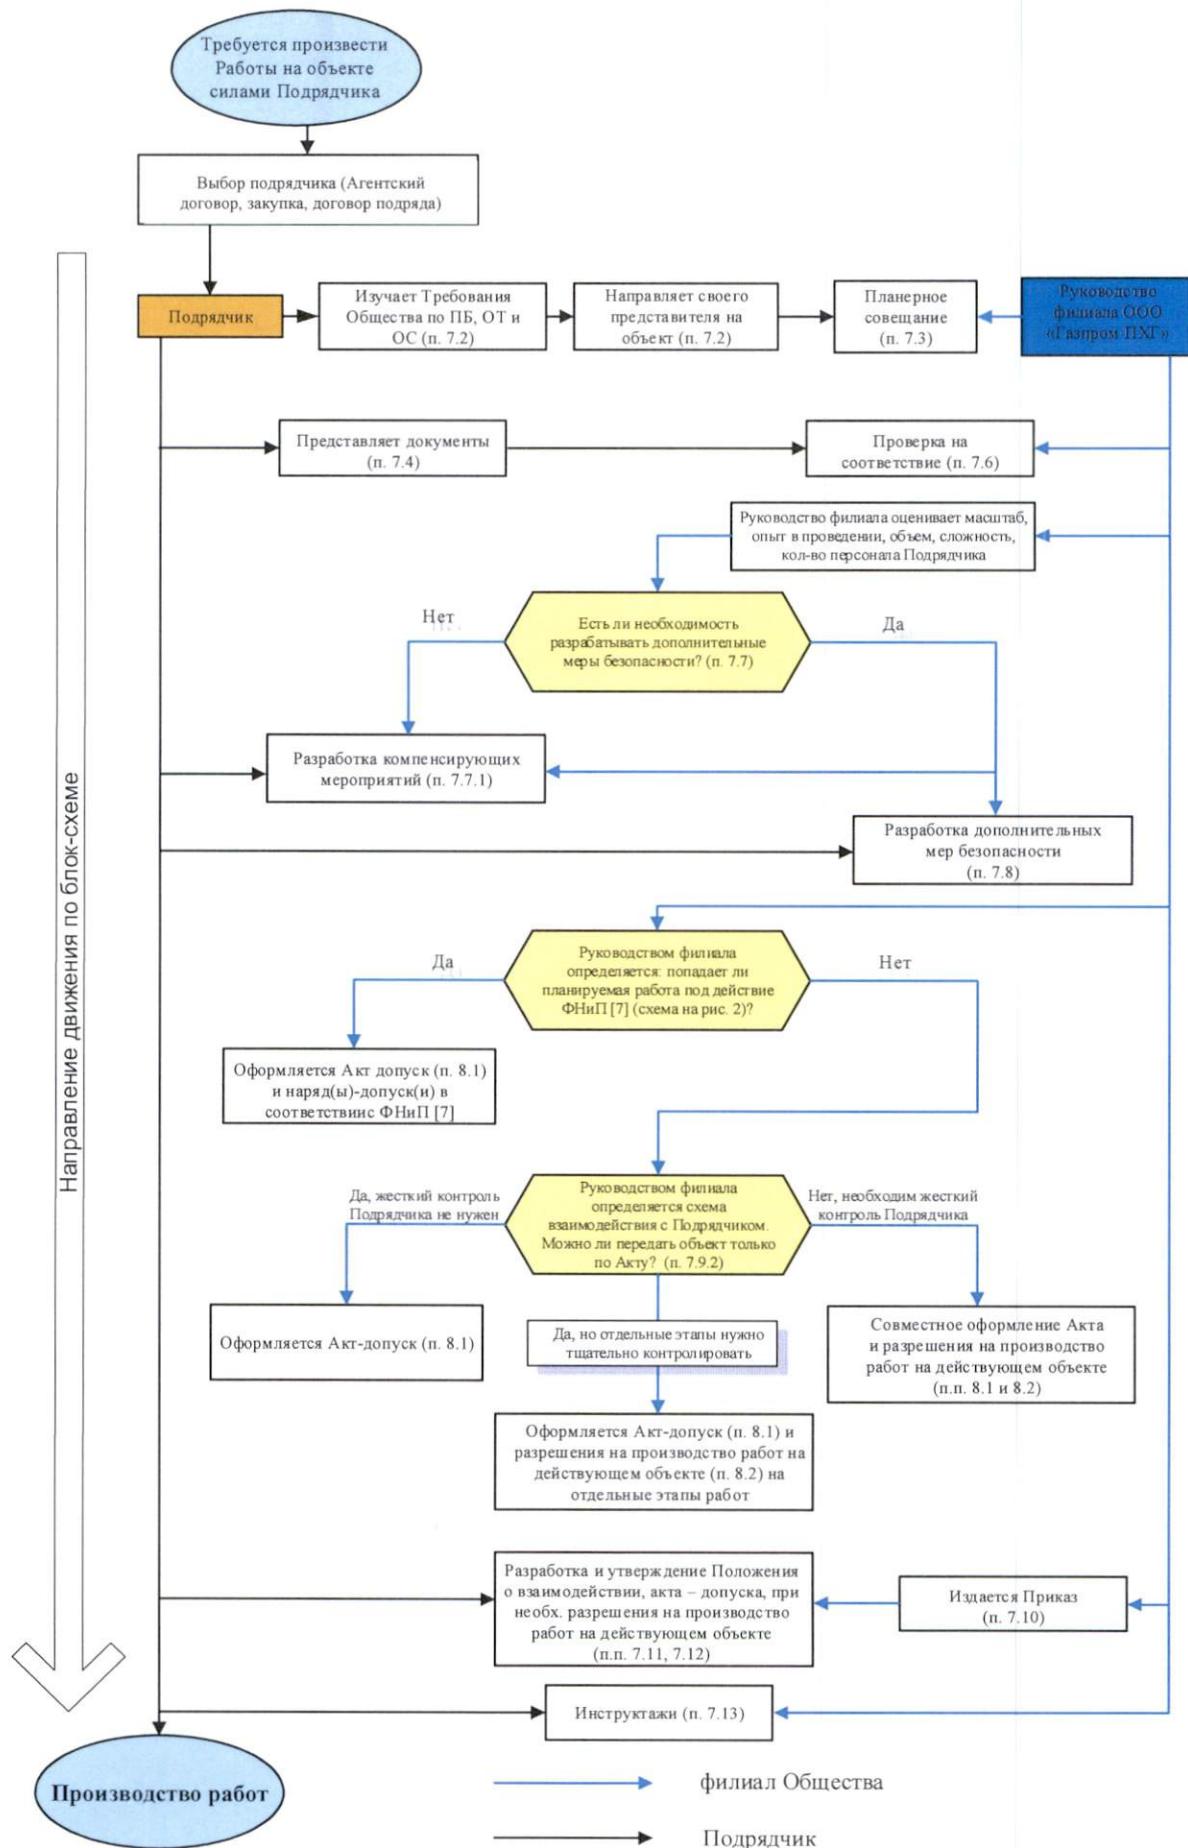 Требуется произвести
Работы на объекте
силами Подрядчика
Выбор подрядчика (Агентский
договор, закупка, договор подряда)
Подрядчик
Изучает Требования
Общества по ПБ, ОТ и
ОС (п. 7.2)
Направляет своего
представителя на
объект (п. 7.2)
Планерное
совещание
(п. 7.3)
Руководство
филиала ООО
«Газпром ПХГ»
Представляет документы
(п. 7.4)
Проверка на
соответствие (п. 7.6)
Руководство филиала оценивает масштаб,
опыт в проведении, объем, сложность,
кол-во персонала Подрядчика
Нет
Есть ли необходимость
разрабатывать дополнительные
меры безопасности? (п. 7.7)
Да
Разработка компенсирующих
мероприятий (п. 7.7.1)
Разработка дополнительных
мер безопасности
(п. 7.8)
Направление движения по блок-схеме
Да
Руководством филиала
определяется: попадает ли
планируемая работа под действие
ФНиП [7] (схема на рис. 2)?
Нет
Оформляется Акт допуск (п. 8.1)
и наряд(ы)-допуск(и) в
соответствиис ФНиП [7]
Да, жесткий контроль
Подрядчика не нужен
Руководством филиала
определяется схема
взаимодействия с Подрядчиком.
Можно ли передать объект только
по Акту? (п. 7.9.2)
Нет, необходим жесткий
контроль Подрядчика
Оформляется Акт-допуск (п. 8.1)
Да, но отдельные этапы нужно
тщательно контролировать
Совместное оформление Акта
и разрешения на производство
работ на действующем объекте
(п.п. 8.1 и 8.2)
Оформляется Акт-допуск (п. 8.1) и
разрешения на производство работ на
действующем объекте (п. 8.2) на
отдельные этапы работ
Разработка и утверждение Положения
о взаимодействии, акта – допуска, при
необх. разрешения на производство
работ на действующем объекте
(п.п. 7.11, 7.12)
Издается Приказ
(п. 7.10)
Инструктажи (п. 7.13)
Производство работ
филиал Общества
Подрядчик